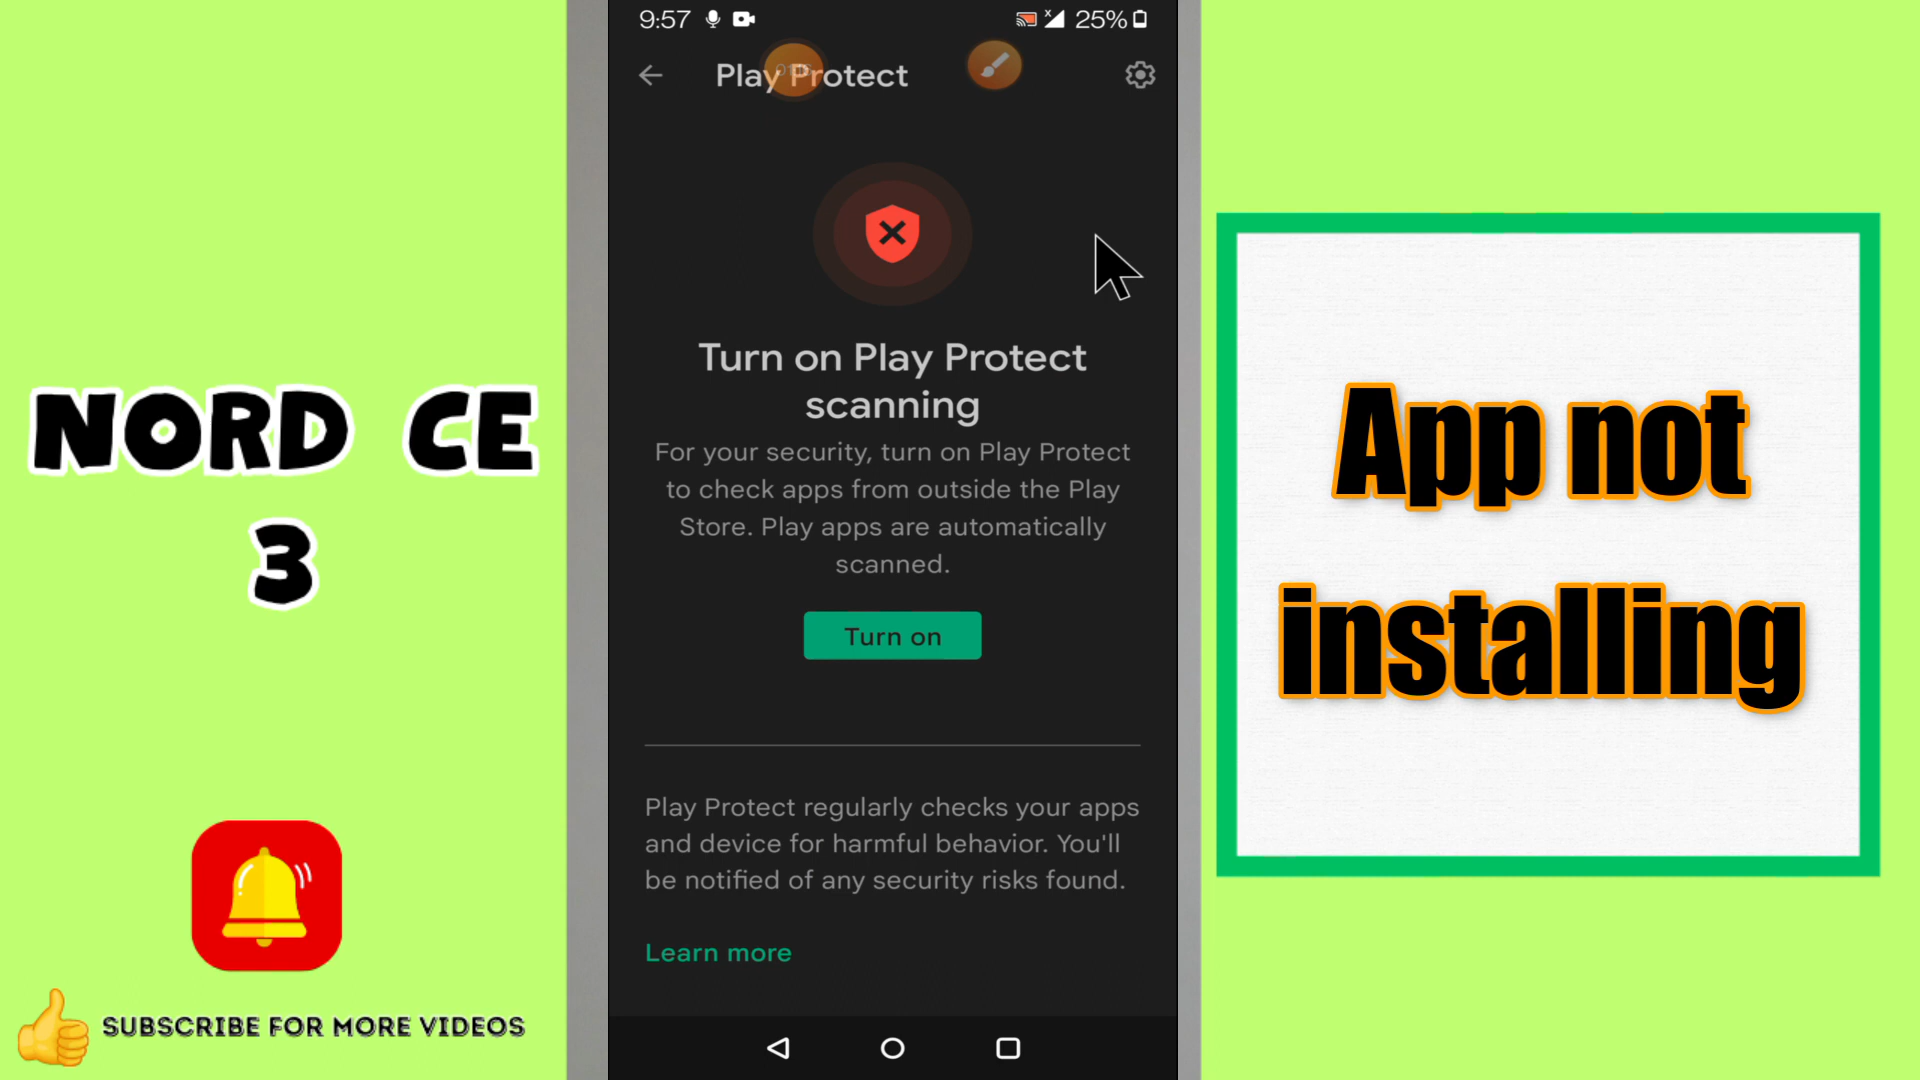 9:57
25%
Play Protect
Turn on Play Protect
scanning
For your security, turn on Play Protect
to check apps from outside the Play
Store. Play apps are automatically
scanned.
Turn on
Play Protect regularly checks your apps
and device for harmful behavior. You'll
be notified of any security risks found.
Learn more
NORD CE
3
SUBSCRIBE FOR MORE VIDEOS
App not
installing